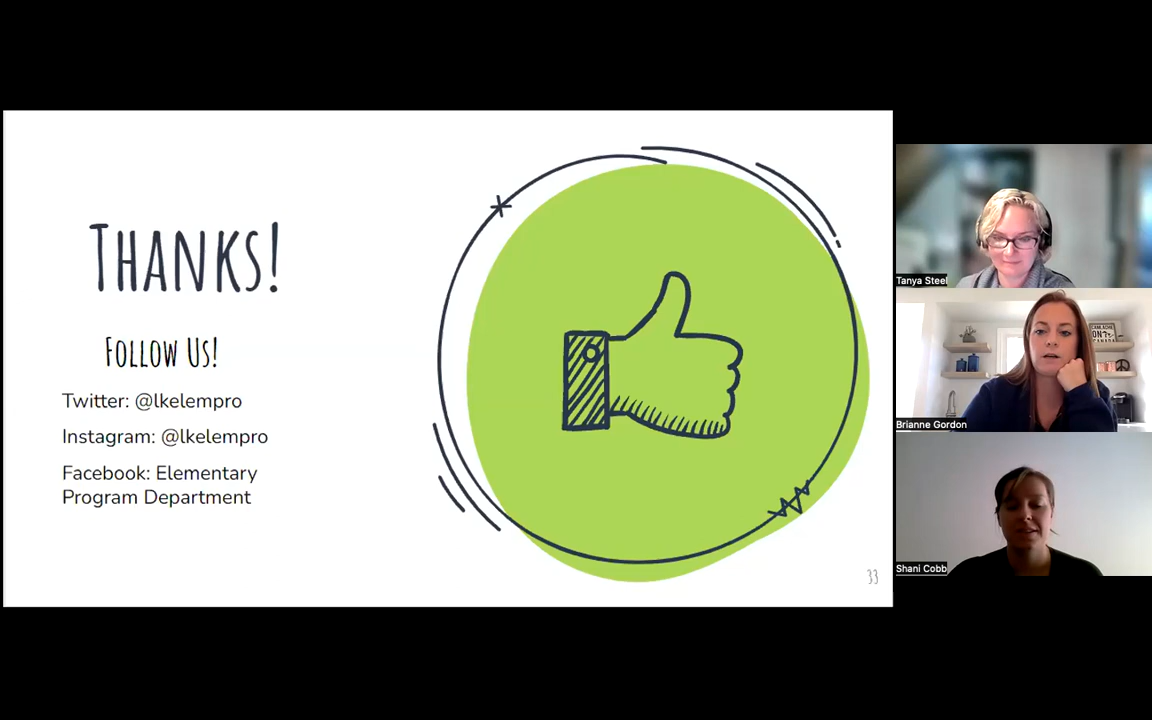 THANKS!
FOLLOW US!
Twitter: @lkelempro
Instagram: @lkelempro
Facebook: Elementary
Program Department
33
Tanya Steel
Brianne Gordon
Shani Cobb